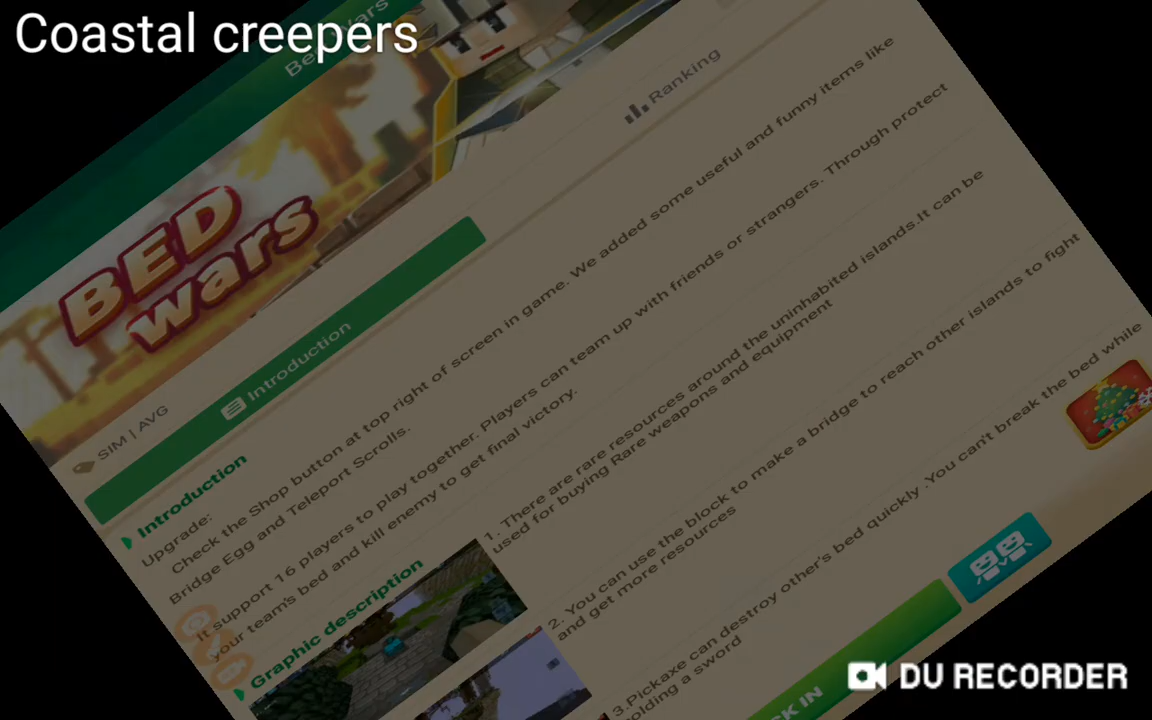 Coastal creepers
Bed Wars
BED
wars
Ranking
Introduction
SIM | AVG
Introduction
Upgrade:
Check the Shop button at top right of screen in game. We added some useful and funny items like
Bridge Egg and Teleport Scrolls.
It support 16 players to play together. Players can team up with friends or strangers. Through protect
your team's bed and kill enemy to get final victory.
Graphic description
1. There are rare resources around the uninhabited islands.It can be
used for buying Rare weapons and equipment
2. You can use the block to make a bridge to reach other islands to fight
and get more resources
3.Pickaxe can destroy other's bed quickly .You can't break the bed while
holding a sword
CK IN
DU RECORDER